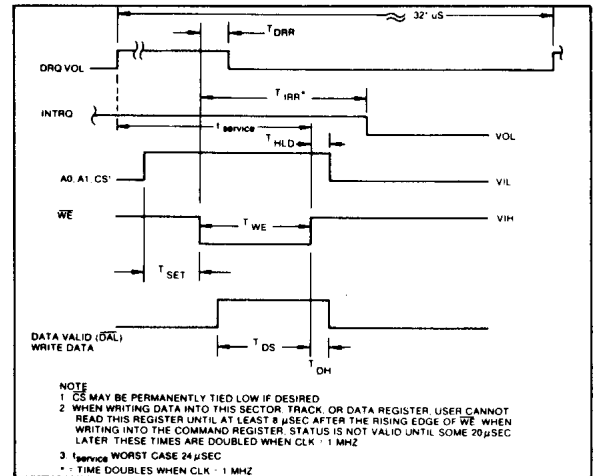 32* uS
T DRR
DRQ VOL
T IRR*
INTRQ
VOL
t service
T HLD
A0, A1, CS*
VIL
WE
VIH
T WE
T SET
DATA VALID (DAL)
WRITE DATA
T DS
T DH
NOTE
1 CS MAY BE PERMANENTLY TIED LOW IF DESIRED
2 WHEN WRITING DATA INTO THIS SECTOR, TRACK, OR DATA REGISTER, USER CANNOT
READ THIS REGISTER UNTIL AT LEAST 8 µSEC AFTER THE RISING EDGE OF WE WHEN
WRITING INTO THE COMMAND REGISTER, STATUS IS NOT VALID UNTIL SOME 20 µSEC
LATER THESE TIMES ARE DOUBLED WHEN CLK = 1 MHZ
3. t service WORST CASE 24 µSEC
* = TIME DOUBLES WHEN CLK = 1 MHZ